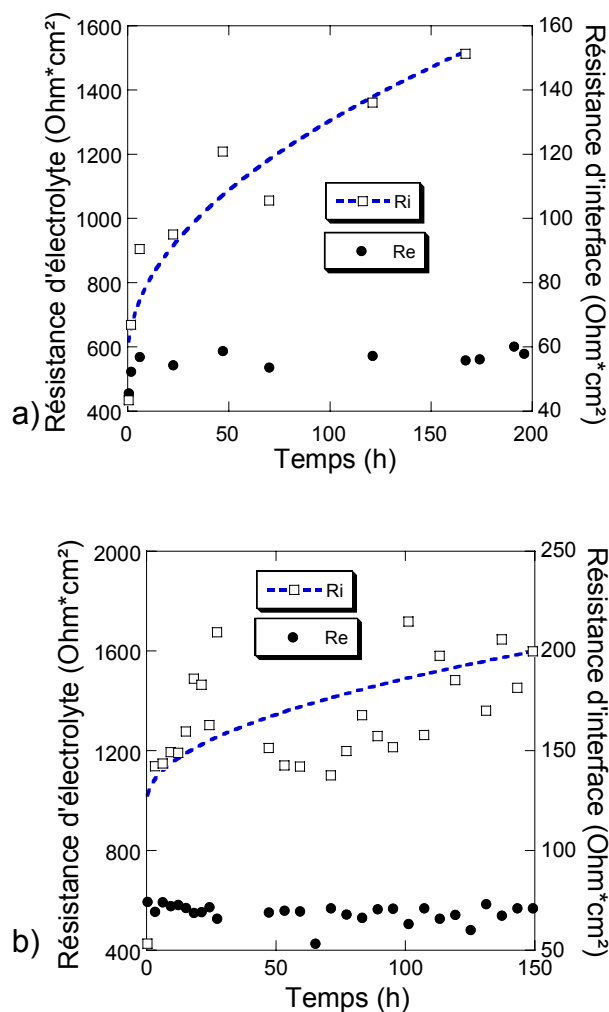 a)
Résistance d'électrolyte (Ohm*cm²)
1600
1400
1200
1000
800
600
400
160
140
120
100
80
60
40
Résistance d'interface (Ohm*cm²)
Ri
Re
0 50 100 150 200
Temps (h)
b)
Résistance d'électrolyte (Ohm*cm²)
2000
1600
1200
800
400
250
200
150
100
50
Résistance d'interface (Ohm*cm²)
Ri
Re
0 50 100 150
Temps (h)